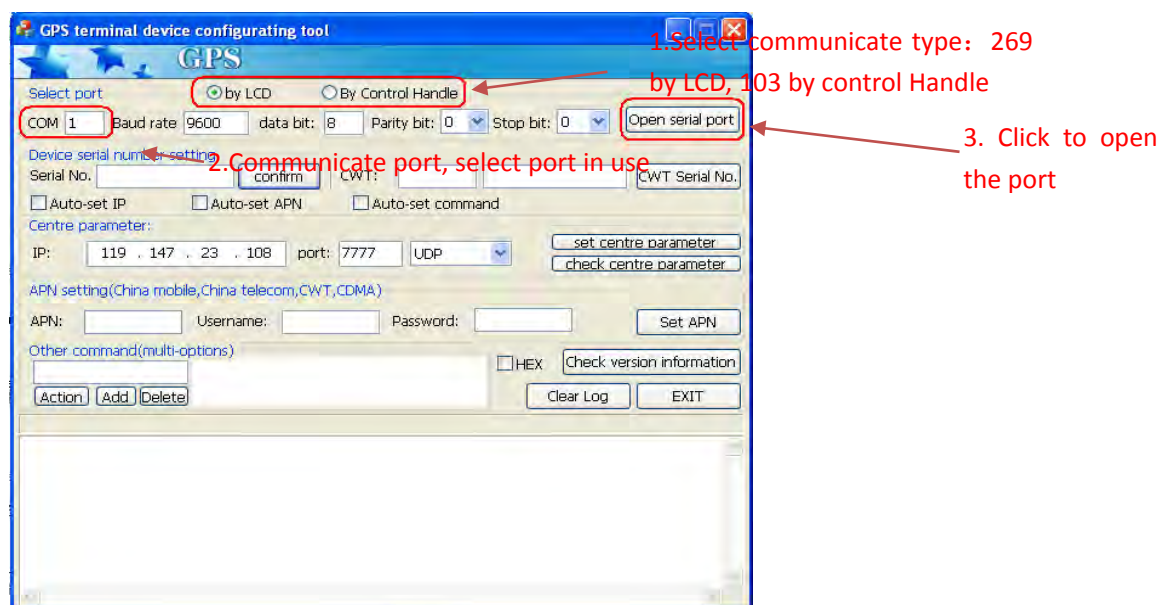 GPS terminal device configurating tool
GPS
1.Select communicate type: 269
by LCD, 103 by control Handle
Select port by LCD By Control Handle
COM 1 Baud rate 9600 data bit: 8 Parity bit: 0 Stop bit: 0 Open serial port
3. Click to open
the port
Device serial number setting
2.Communicate port, select port in use
Serial No. confirm CWT: CWT Serial No.
Auto-set IP Auto-set APN Auto-set command
Centre parameter:
IP: 119 . 147 . 23 . 108 port: 7777 UDP
set centre parameter
check centre parameter
APN setting(China mobile,China telecom,CWT,CDMA)
APN: Username: Password: Set APN
Other command(multi-options)
HEX Check version information
Action Add Delete Clear Log EXIT